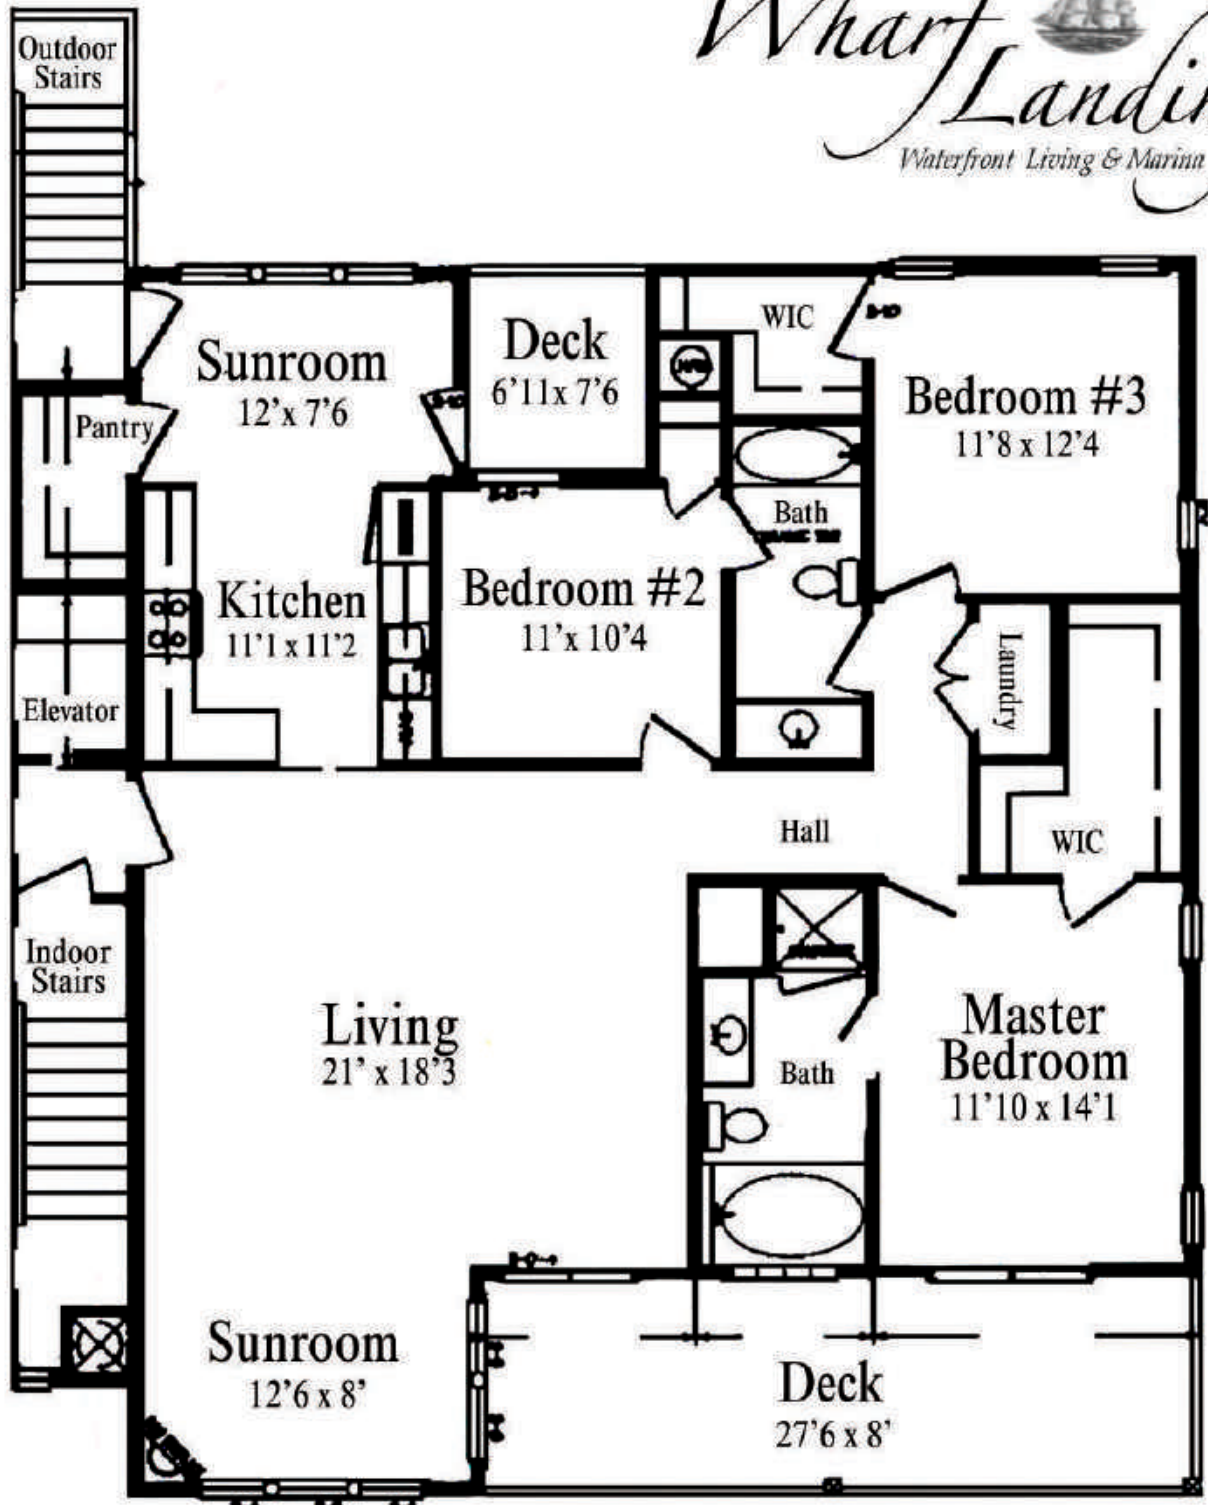 Wharf
Landin
Waterfront Living & Marina
Outdoor
Stairs
Sunroom
12' x 7'6
Deck
6'11x 7'6
WIC
Bedroom #3
11'8 x 12'4
Pantry
Bath
Kitchen
11'1 x 11'2
Bedroom #2
11' x 10'4
Laundry
Elevator
Hall
WIC
Indoor
Stairs
Living
21' x 18'3
Master
Bedroom
11'10 x 14'1
Bath
Sunroom
12'6 x 8'
Deck
27'6 x 8'